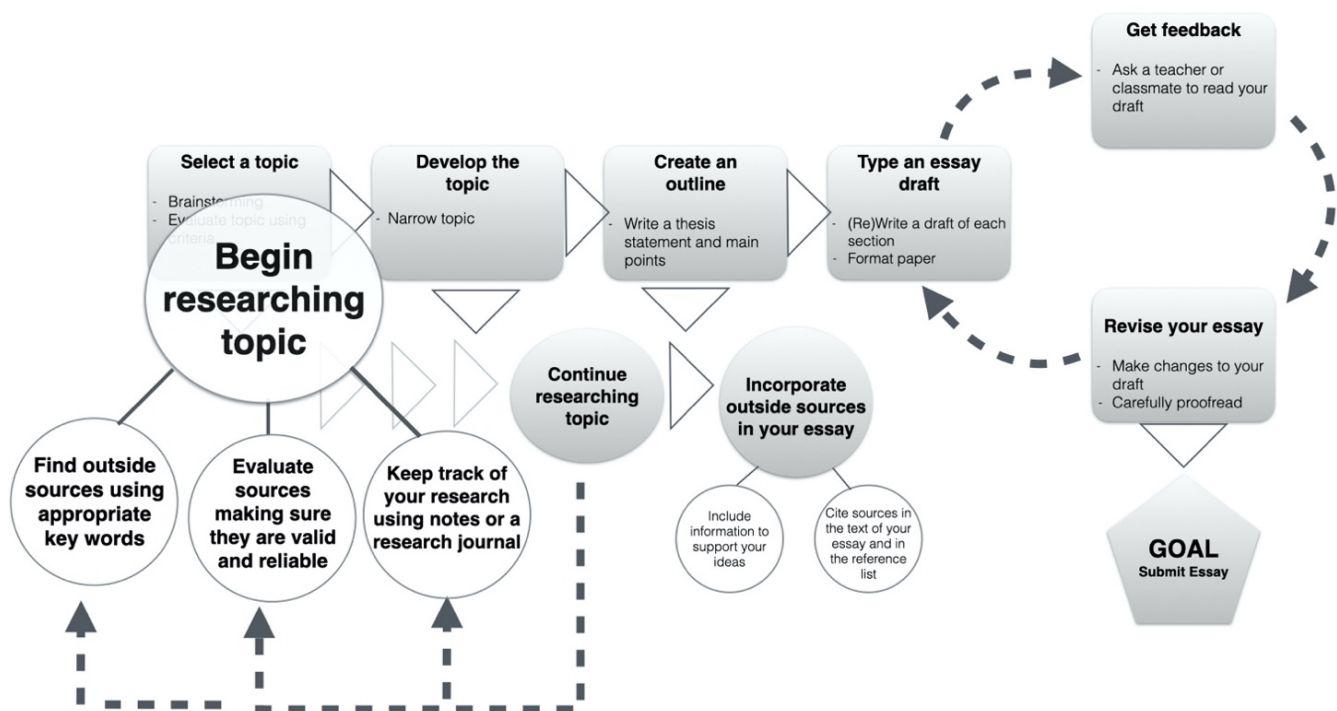 Select a topic
- Brainstorming
- Evaluate topic using
criteria
Develop the
topic
- Narrow topic
Create an
outline
- Write a thesis
statement and main
points
Type an essay
draft
- (Re)Write a draft of each
section
- Format paper
Get feedback
- Ask a teacher or
classmate to read your
draft
Revise your essay
- Make changes to your
draft
- Carefully proofread
GOAL
Submit Essay
Begin
researching
topic
Find outside
sources using
appropriate
key words
Evaluate
sources
making sure
they are valid
and reliable
Keep track of
your research
using notes or a
research journal
Continue
researching
topic
Incorporate
outside sources
in your essay
Include
information to
support your
ideas
Cite sources in
the text of your
essay and in
the reference
list